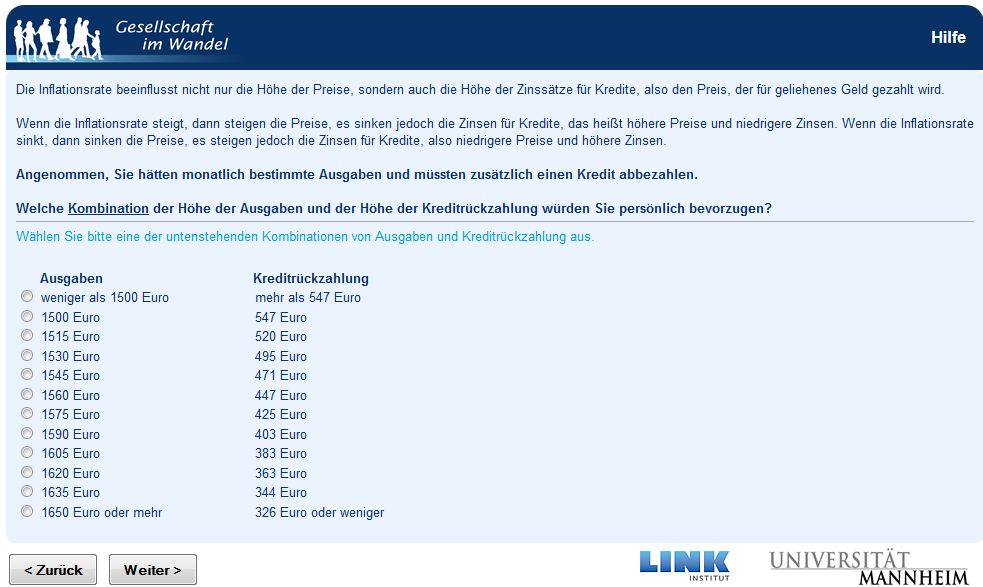 Gesellschaft
im Wandel
Hilfe
Die Inflationsrate beeinflusst nicht nur die Höhe der Preise, sondern auch die Höhe der Zinssätze für Kredite, also den Preis, der für geliehenes Geld gezahlt wird.
Wenn die Inflationsrate steigt, dann steigen die Preise, es sinken jedoch die Zinsen für Kredite, das heißt höhere Preise und niedrigere Zinsen. Wenn die Inflationsrate
sinkt, dann sinken die Preise, es steigen jedoch die Zinsen für Kredite, also niedrigere Preise und höhere Zinsen.
Angenommen, Sie hätten monatlich bestimmte Ausgaben und müssten zusätzlich einen Kredit abbezahlen.
Welche Kombination der Höhe der Ausgaben und der Höhe der Kreditrückzahlung würden Sie persönlich bevorzugen?
Wählen Sie bitte eine der untenstehenden Kombinationen von Ausgaben und Kreditrückzahlung aus.
Ausgaben Kreditrückzahlung
weniger als 1500 Euro mehr als 547 Euro
1500 Euro 547 Euro
1515 Euro 520 Euro
1530 Euro 495 Euro
1545 Euro 471 Euro
1560 Euro 447 Euro
1575 Euro 425 Euro
1590 Euro 403 Euro
1605 Euro 383 Euro
1620 Euro 363 Euro
1635 Euro 344 Euro
1650 Euro oder mehr 326 Euro oder weniger
< Zurück Weiter >
LINK
INSTITUT
UNIVERSITÄT
MANNHEIM